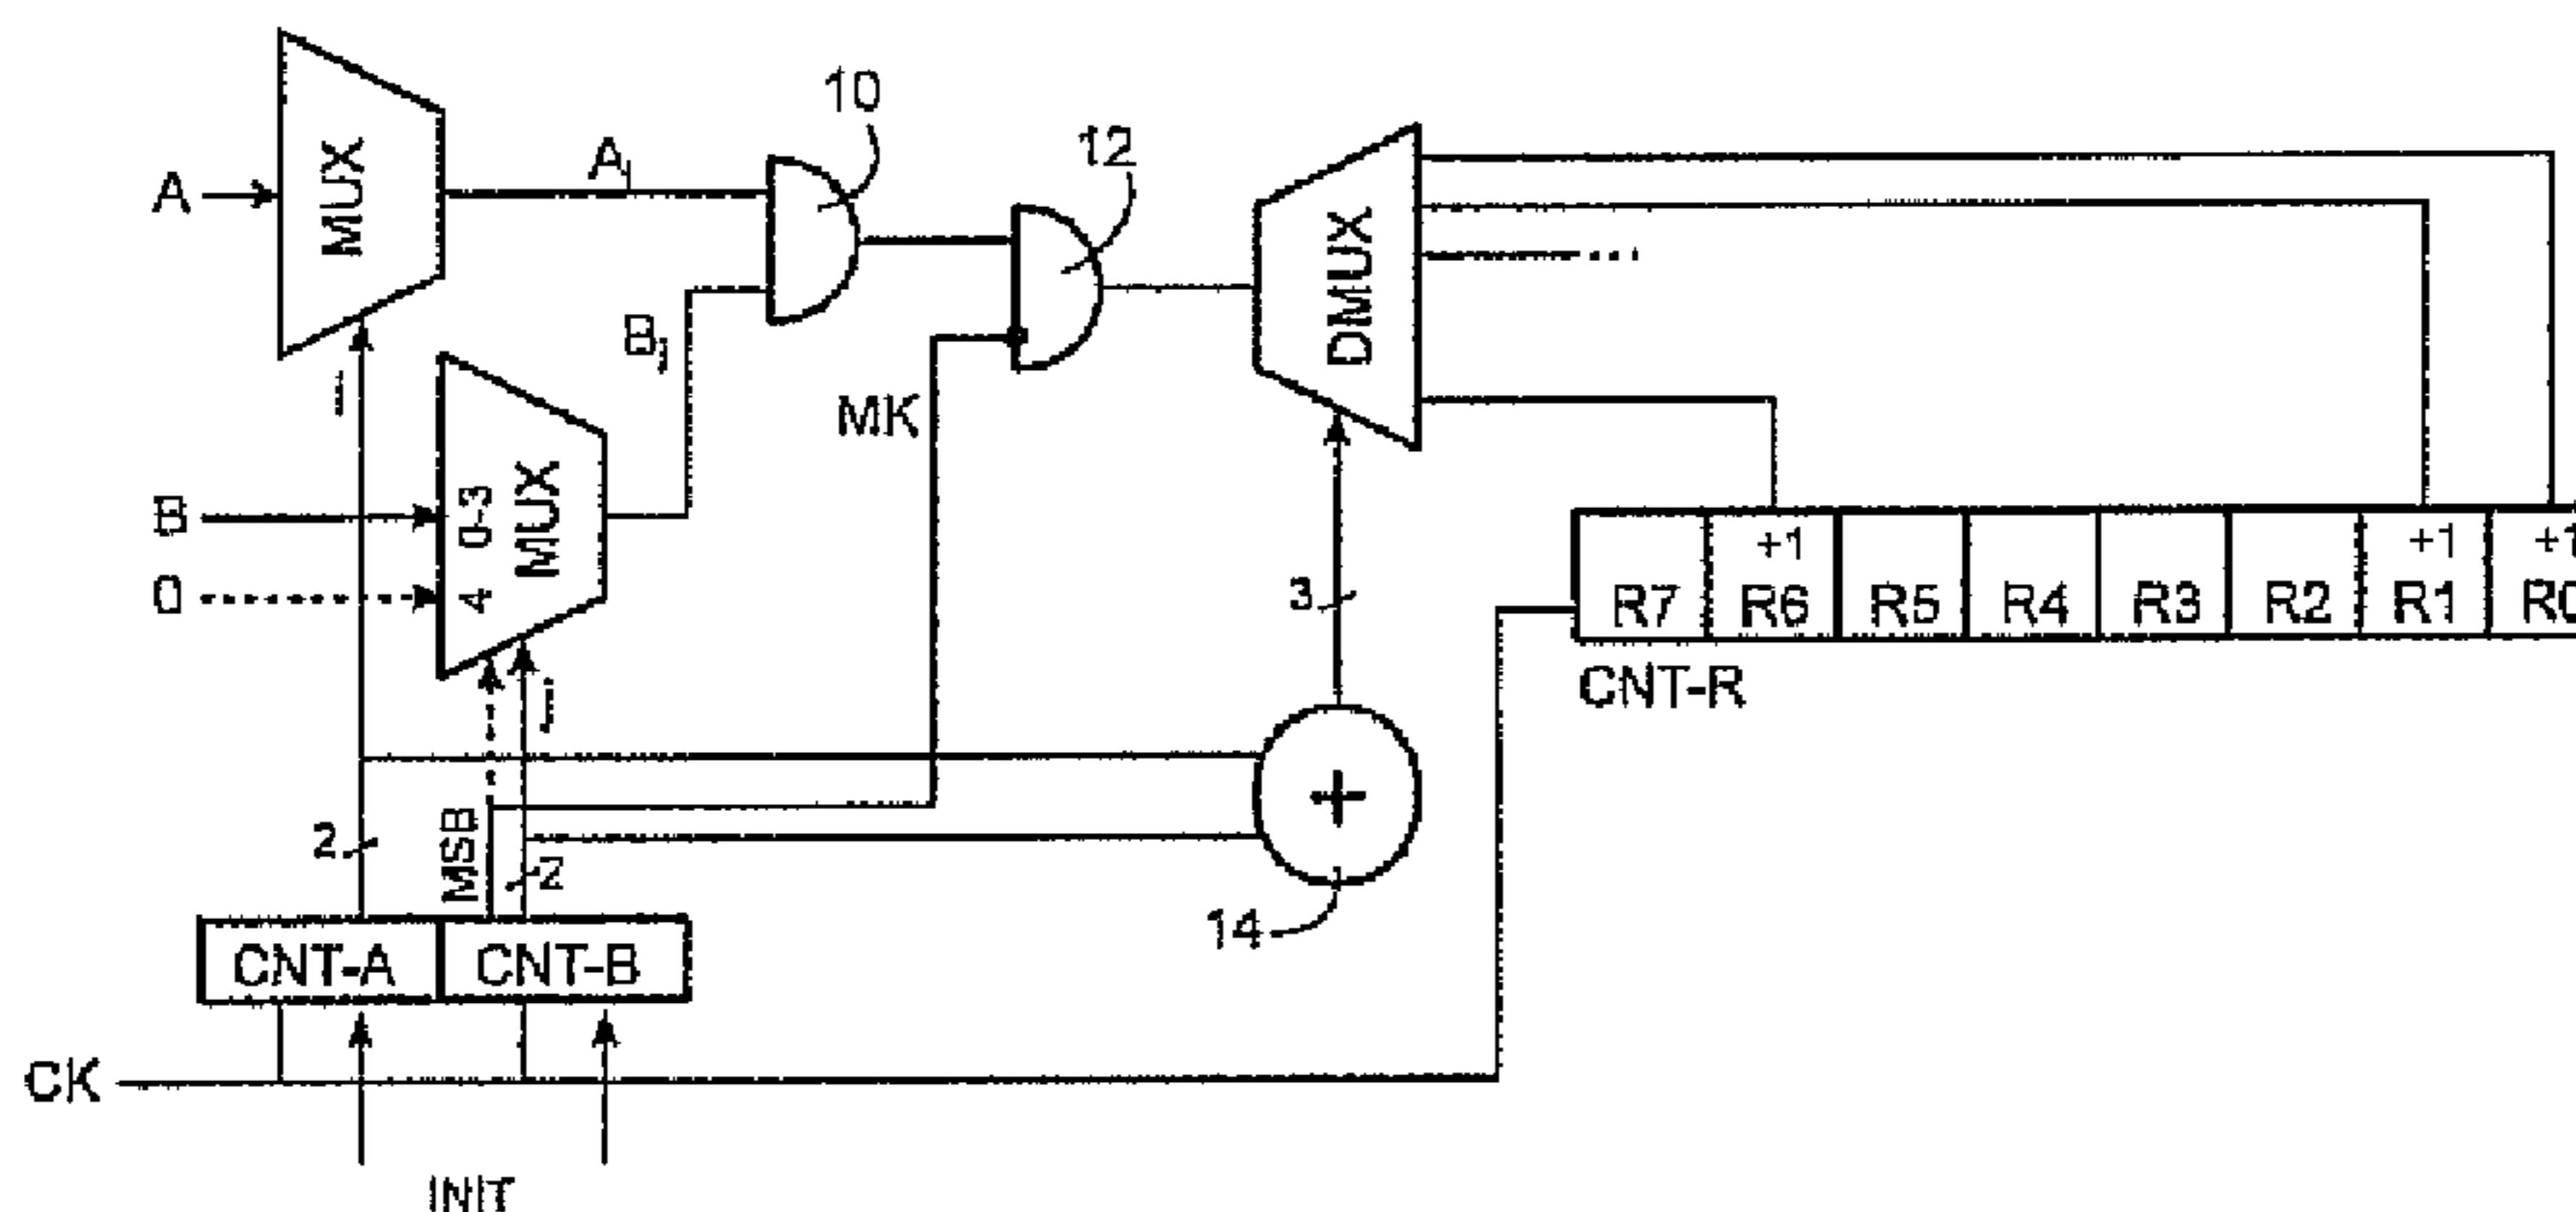 10
12
A
MUX
Ai
DMUX
Bj
i
MK
B
0-3
MUX
0
4
+1
+1
+1
3
R7
R6
R5
R4
R3
R2
R1
R0
j
CNT-R
MSB
2
2
14
CNT-A
CNT-B
CK
INIT